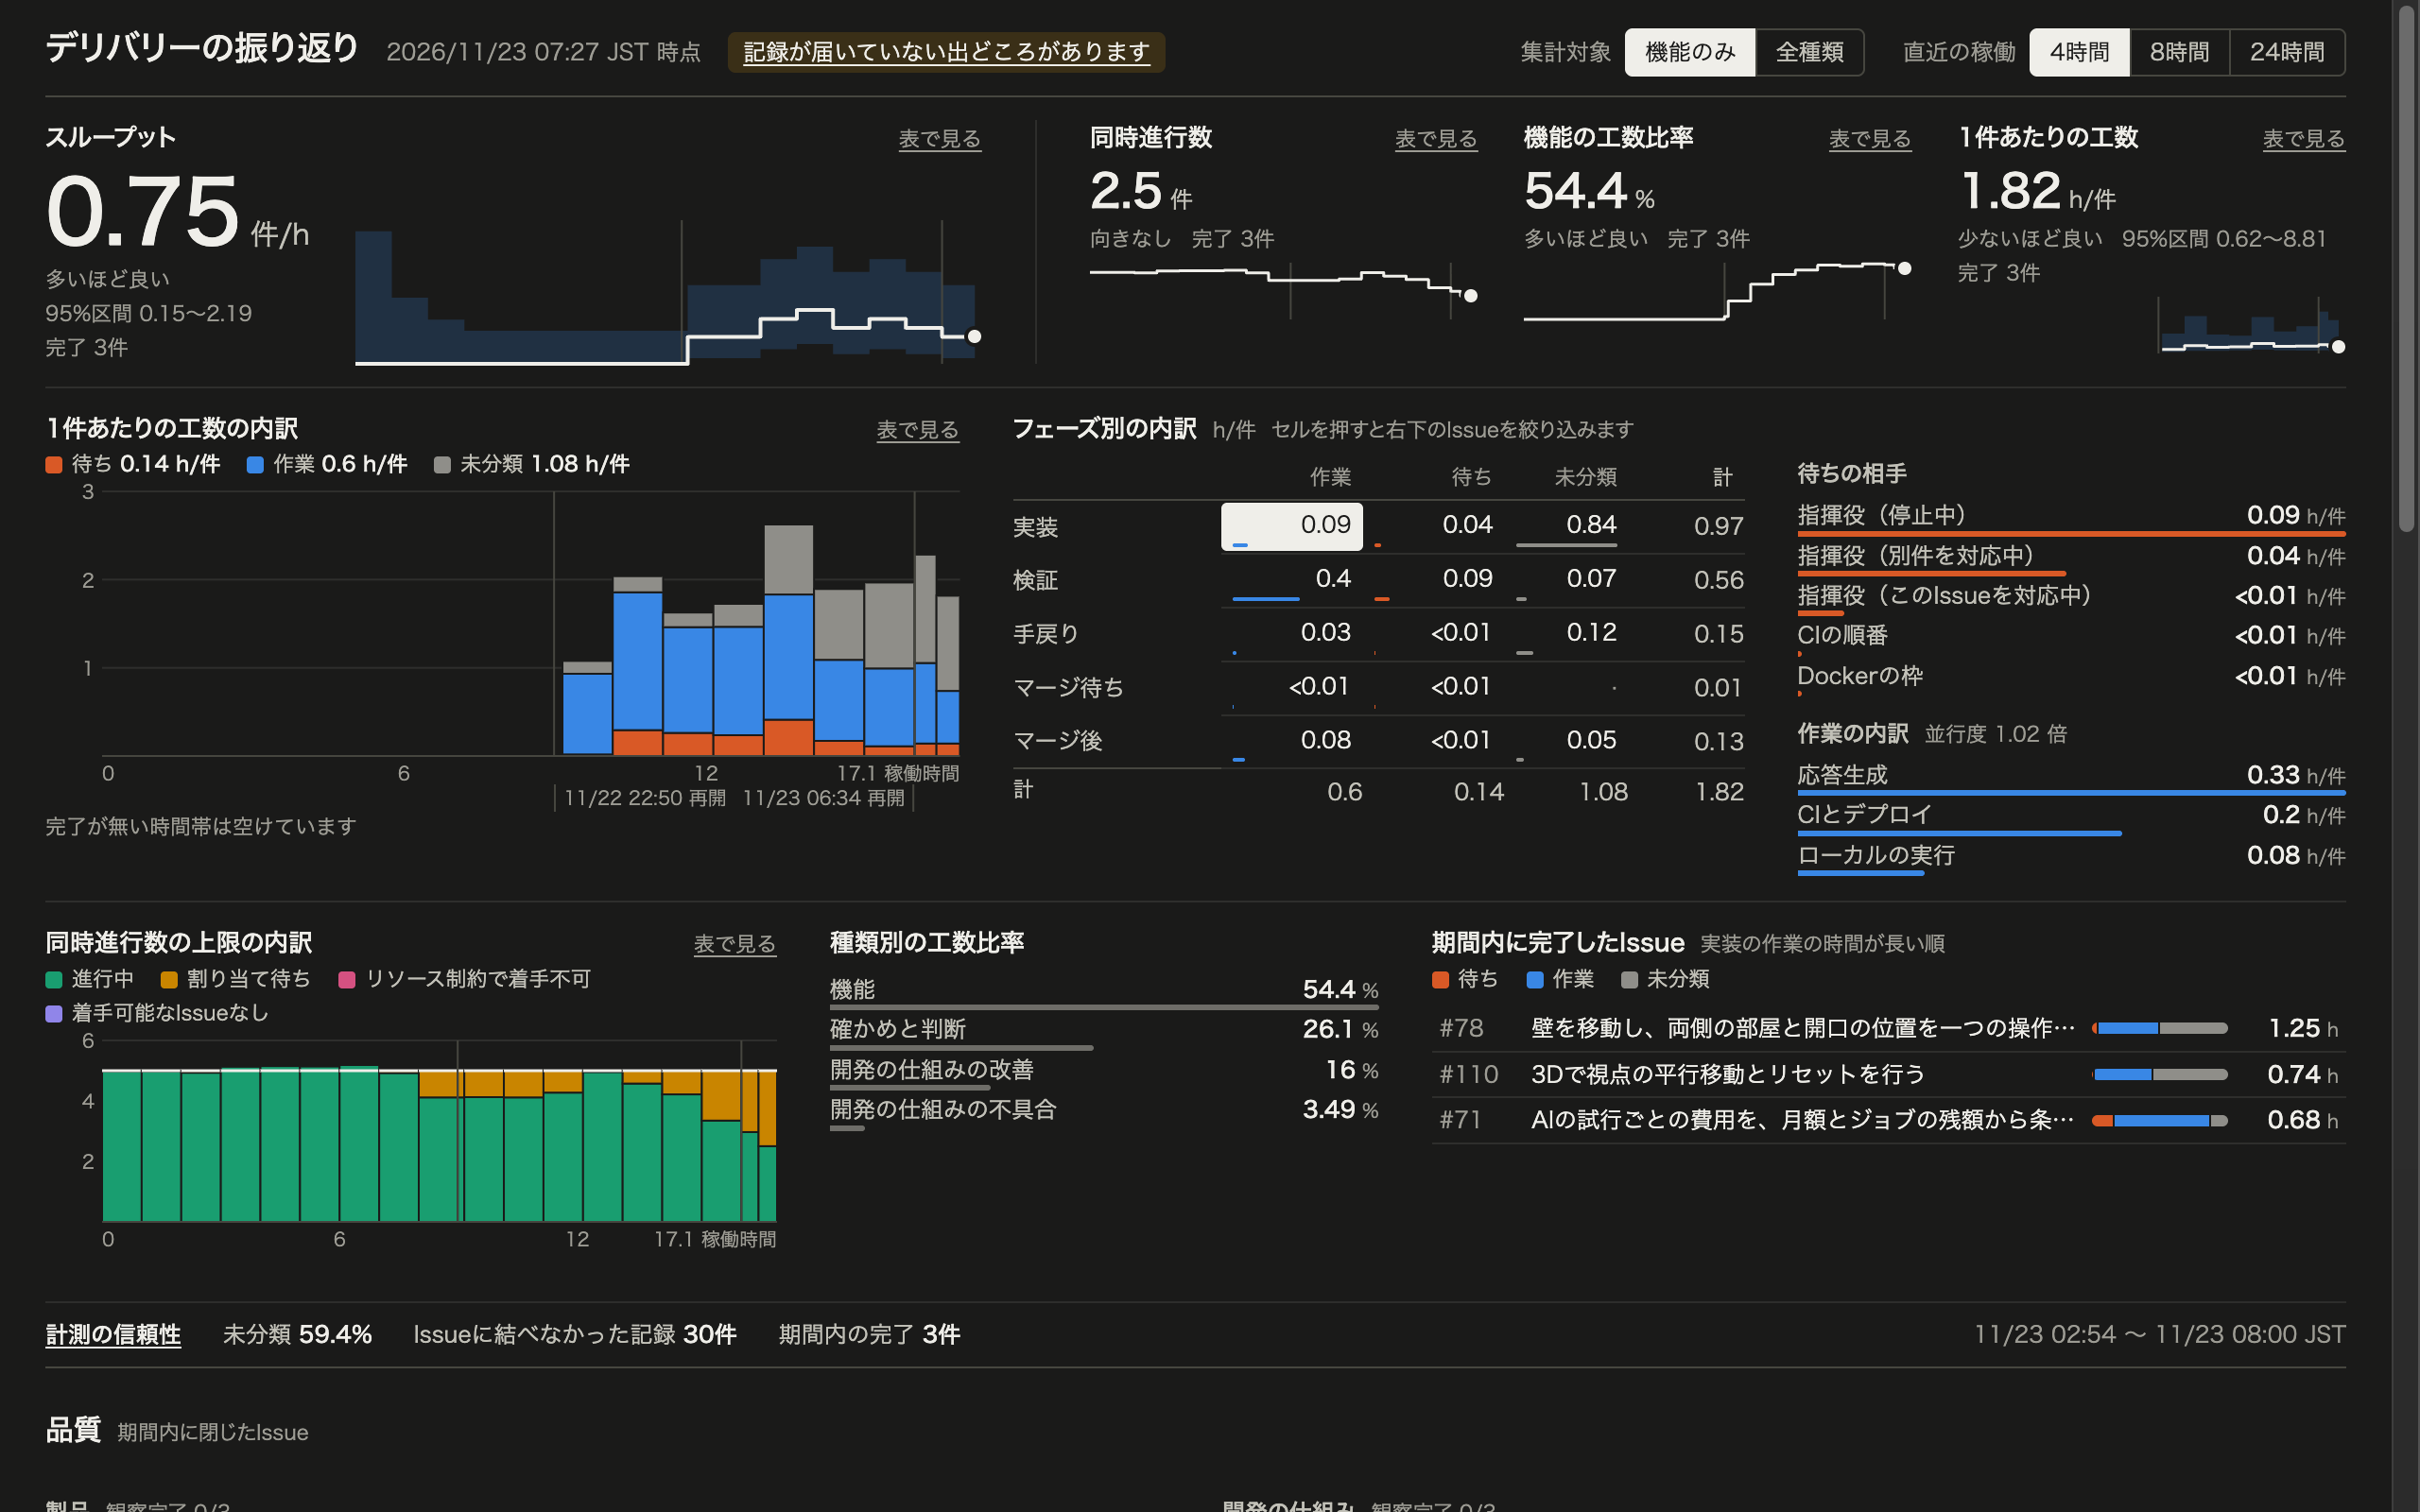 デリバリーの振り返り 2026/11/23 07:27 JST 時点 記録が届いていない出どころがあります 集計対象 機能のみ 全種類 直近の稼働 4時間 8時間 24時間
スループット 表で見る
0.75 件/h
多いほど良い
95%区間 0.15〜2.19
完了 3件
同時進行数 表で見る
2.5 件
向きなし 完了 3件
機能の工数比率 表で見る
54.4 %
多いほど良い 完了 3件
1件あたりの工数 表で見る
1.82 h/件
少ないほど良い 95%区間 0.62〜8.81
完了 3件
1件あたりの工数の内訳 表で見る
待ち 0.14 h/件 作業 0.6 h/件 未分類 1.08 h/件
3
2
1
0 6 12 17.1 稼働時間
11/22 22:50 再開 11/23 06:34 再開
完了が無い時間帯は空けています
フェーズ別の内訳 h/件 セルを押すと右下のIssueを絞り込みます
作業 待ち 未分類 計
実装 0.09 0.04 0.84 0.97
検証 0.4 0.09 0.07 0.56
手戻り 0.03 <0.01 0.12 0.15
マージ待ち <0.01 <0.01 · 0.01
マージ後 0.08 <0.01 0.05 0.13
計 0.6 0.14 1.08 1.82
待ちの相手
指揮役（停止中） 0.09 h/件
指揮役（別件を対応中） 0.04 h/件
指揮役（このIssueを対応中） <0.01 h/件
CIの順番 <0.01 h/件
Dockerの枠 <0.01 h/件
作業の内訳 並行度 1.02 倍
応答生成 0.33 h/件
CIとデプロイ 0.2 h/件
ローカルの実行 0.08 h/件
同時進行数の上限の内訳 表で見る
進行中 割り当て待ち リソース制約で着手不可
着手可能なIssueなし
6
4
2
0 6 12 17.1 稼働時間
種類別の工数比率
機能 54.4 %
確かめと判断 26.1 %
開発の仕組みの改善 16 %
開発の仕組みの不具合 3.49 %
期間内に完了したIssue 実装の作業の時間が長い順
待ち 作業 未分類
#78 壁を移動し、両側の部屋と開口の位置を一つの操作… 1.25 h
#110 3Dで視点の平行移動とリセットを行う 0.74 h
#71 AIの試行ごとの費用を、月額とジョブの残額から条… 0.68 h
計測の信頼性 未分類 59.4% Issueに結べなかった記録 30件 期間内の完了 3件 11/23 02:54 〜 11/23 08:00 JST
品質 期間内に閉じたIssue
製品 観察完了 0/3 開発の仕組み 観察完了 0/3